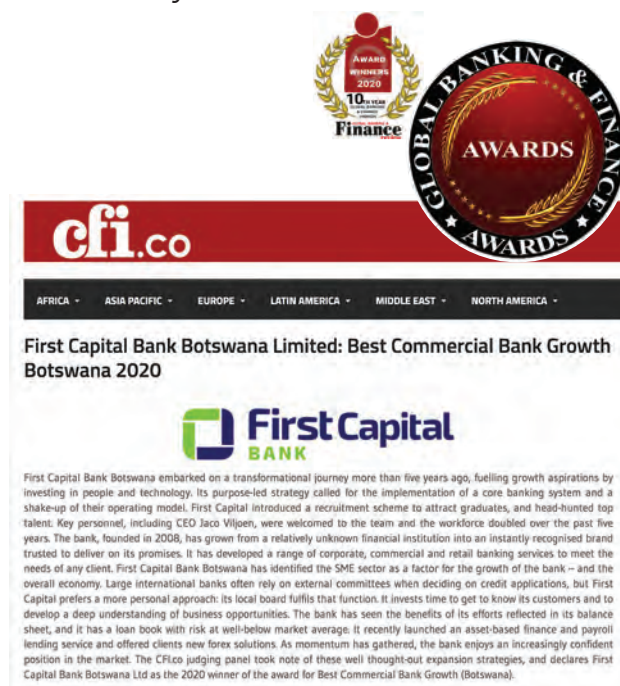 AWARD
WINNERS
2020
10TH YEAR
Finance
GLOBAL BANKING & FINANCE
AWARDS
AWARDS
cfi.co
AFRICA ASIA PACIFIC EUROPE LATIN AMERICA MIDDLE EAST NORTH AMERICA
First Capital Bank Botswana Limited: Best Commercial Bank Growth
Botswana 2020
First Capital
BANK
First Capital Bank Botswana embarked on a transformational journey more than five years ago, fuelling growth aspirations by
investing in people and technology. Its purpose-led strategy called for the implementation of a core banking system and a
shake-up of their operating model. First Capital introduced a recruitment scheme to attract graduates, and head-hunted top
talent. Key personnel, including CEO Jaco Viljoen, were welcomed to the team and the workforce doubled over the past five
years. The bank, founded in 2008, has grown from a relatively unknown financial institution into an instantly recognised brand
trusted to deliver on its promises. It has developed a range of corporate, commercial and retail banking services to meet the
needs of any client. First Capital Bank Botswana has identified the SME sector as a factor for the growth of the bank – and the
overall economy. Large international banks often rely on external committees when deciding on credit applications, but First
Capital prefers a more personal approach: its local board fulfils that function. It invests time to get to know its customers and to
develop a deep understanding of business opportunities. The bank has seen the benefits of its efforts reflected in its balance
sheet, and it has a loan book with risk at well-below market average. It recently launched an asset-based finance and payroll
lending service and offered clients new forex solutions. As momentum has gathered, the bank enjoys an increasingly confident
position in the market. The CFI.co judging panel took note of these well thought-out expansion strategies, and declares First
Capital Bank Botswana Ltd as the 2020 winner of the award for Best Commercial Bank Growth (Botswana).